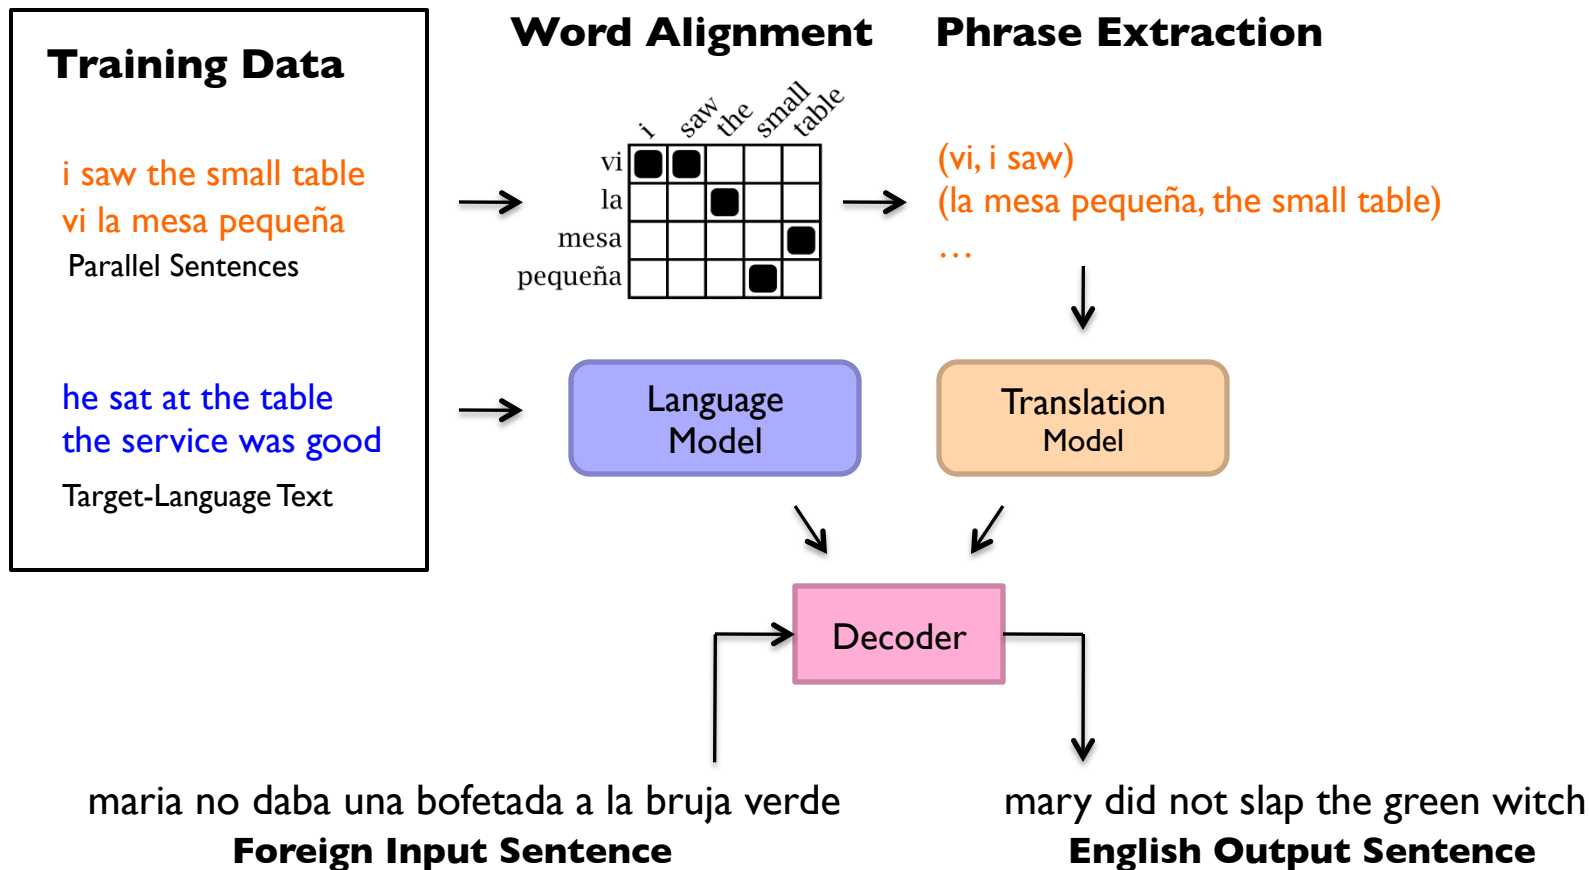 Training Data
i saw the small table
vi la mesa pequeña
Parallel Sentences
he sat at the table
the service was good
Target-Language Text
Word Alignment
i saw the small table
vi
la
mesa
pequeña
Phrase Extraction
(vi, i saw)
(la mesa pequeña, the small table)
...
Language
Model
Translation
Model
Decoder
maria no daba una bofetada a la bruja verde
Foreign Input Sentence
mary did not slap the green witch
English Output Sentence